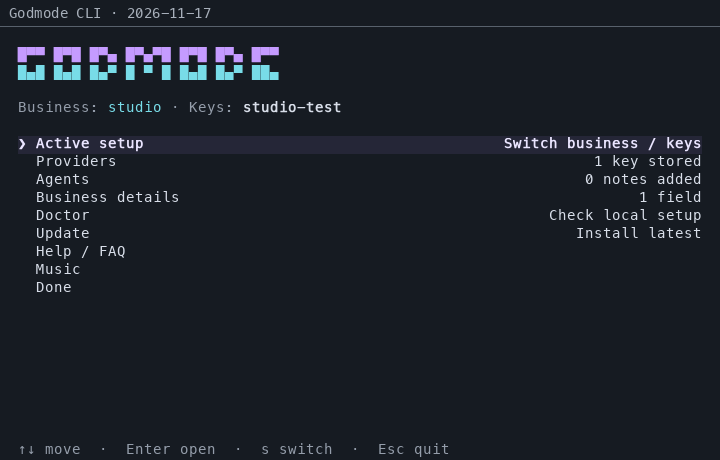 Godmode CLI · 2026-11-17
GODMODE
Business: studio · Keys: studio-test
❯ Active setup Switch business / keys
Providers 1 key stored
Agents 0 notes added
Business details 1 field
Doctor Check local setup
Update Install latest
Help / FAQ
Music
Done
↑↓ move · Enter open · s switch · Esc quit